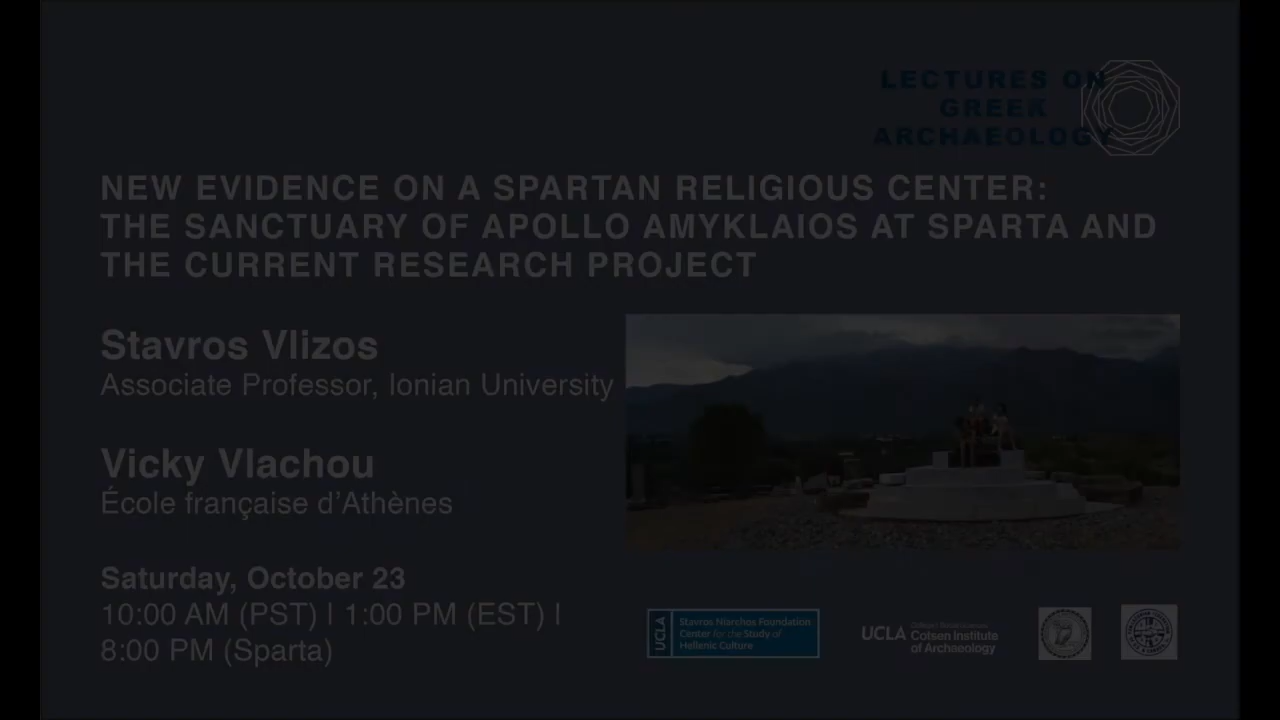 LECTURES ON
GREEK
ARCHAEOLOGY
NEW EVIDENCE ON A SPARTAN RELIGIOUS CENTER:
THE SANCTUARY OF APOLLO AMYKLAIOS AT SPARTA AND
THE CURRENT RESEARCH PROJECT
Stavros Vlizos
Associate Professor, Ionian University
Vicky Vlachou
École française d’Athènes
Saturday, October 23
10:00 AM (PST) | 1:00 PM (EST) |
8:00 PM (Sparta)
UCLA
Stavros Niarchos Foundation
Center for the Study of
Hellenic Culture
UCLA Cotsen Institute
of Archaeology